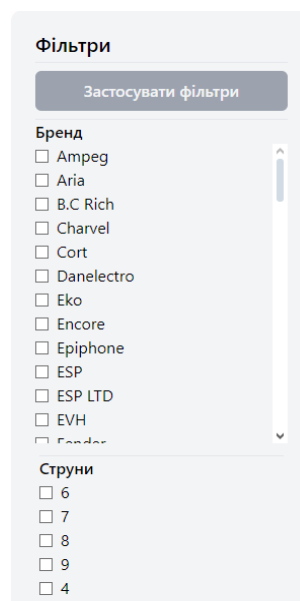 Фільтри
Застосувати фільтри
Бренд
Ampeg
Aria
B.C Rich
Charvel
Cort
Danelectro
Eko
Encore
Epiphone
ESP
ESP LTD
EVH
Fender
Струни
6
7
8
9
4